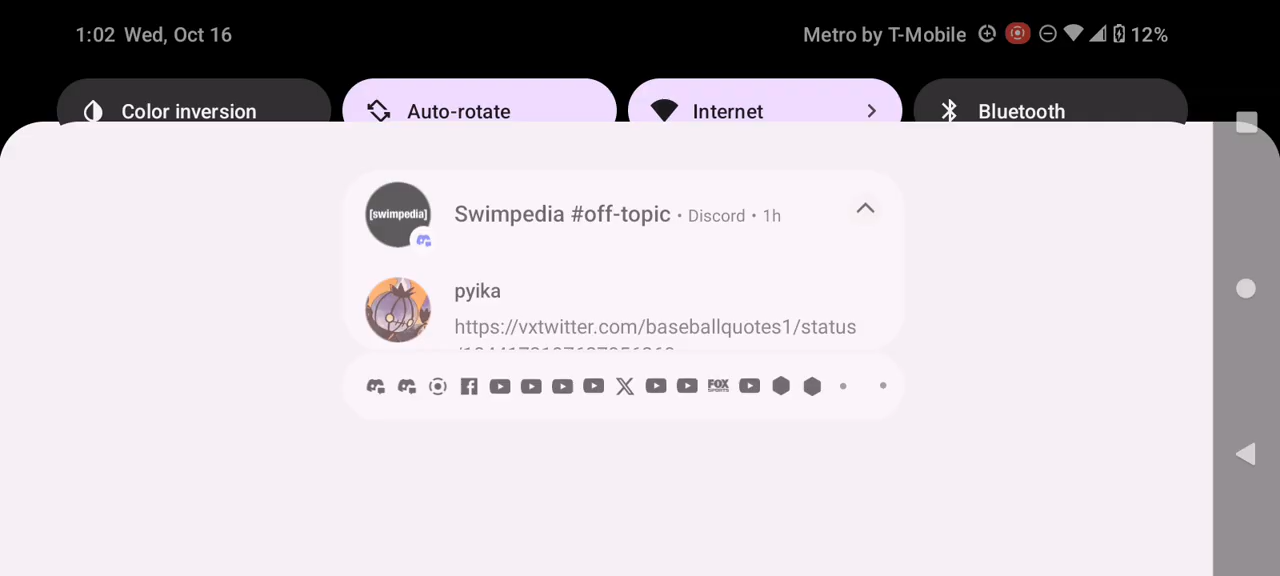 1:02 Wed, Oct 16
Metro by T-Mobile 12%
Color inversion
Auto-rotate
Internet
Bluetooth
[swimpedia]
Swimpedia #off-topic • Discord • 1h
pyika
https://vxtwitter.com/baseballquotes1/status
FOX
SPORTS